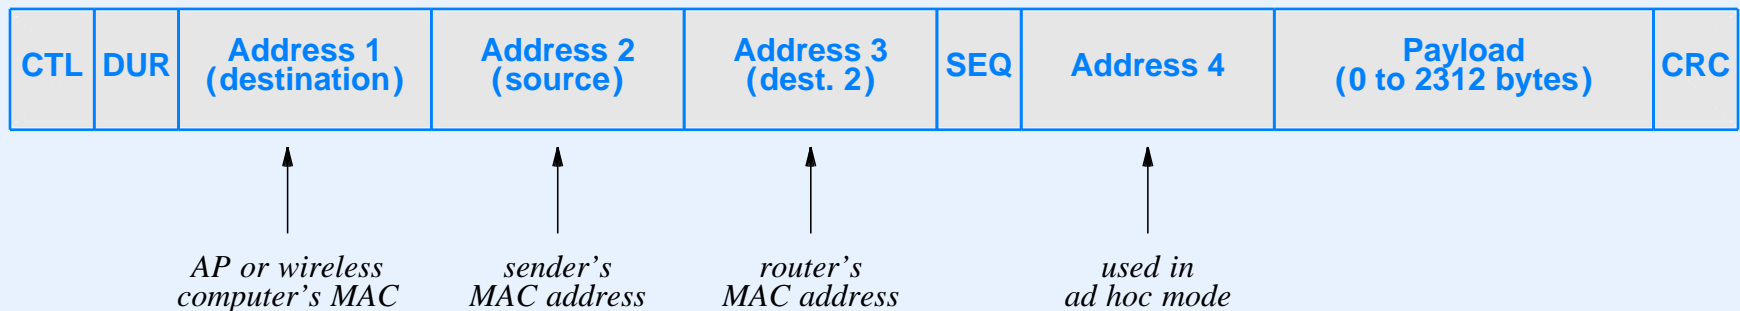 CTL DUR Address 1 Address 2 Address 3 SEQ Address 4 Payload CRC
(destination) (source) (dest. 2) (0 to 2312 bytes)
AP or wireless sender’s router’s used in
computer’s MAC MAC address MAC address ad hoc mode